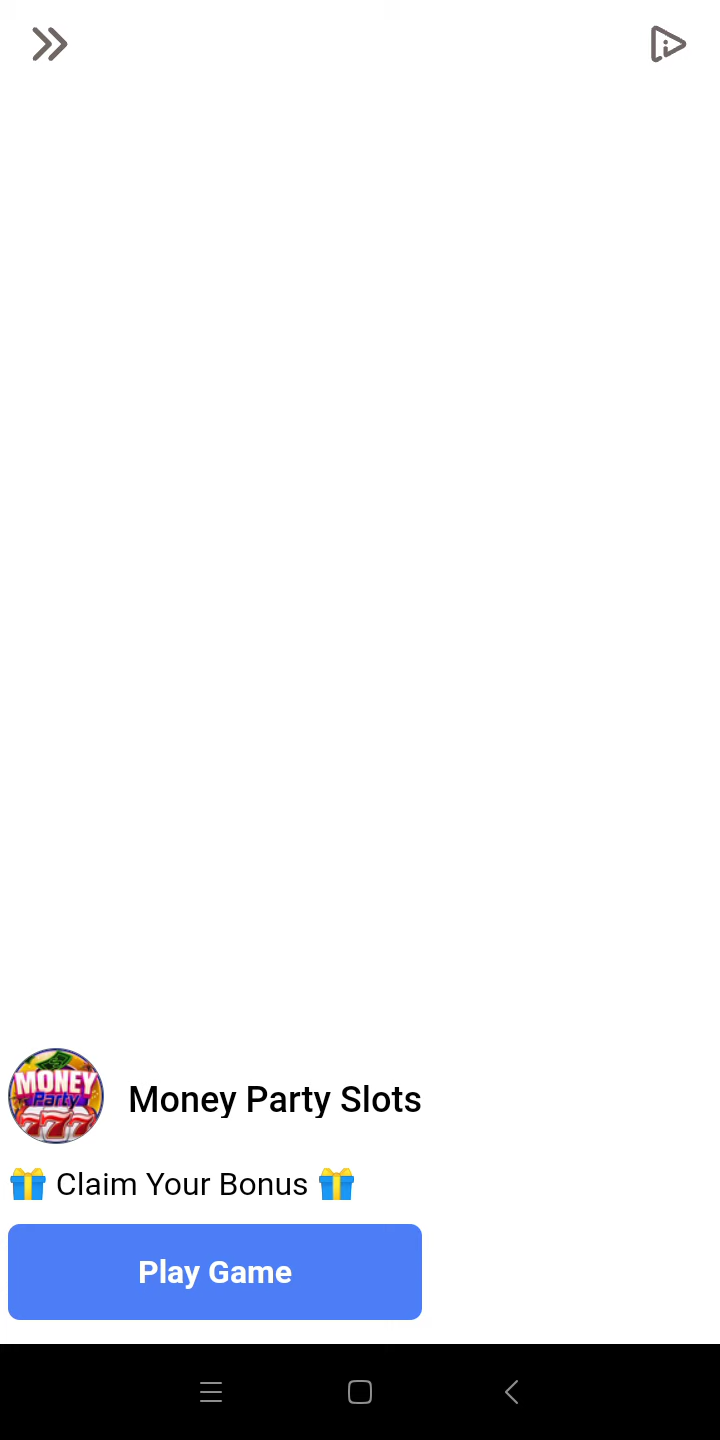 MONEY
Party
777
Money Party Slots
🎁 Claim Your Bonus 🎁
Play Game